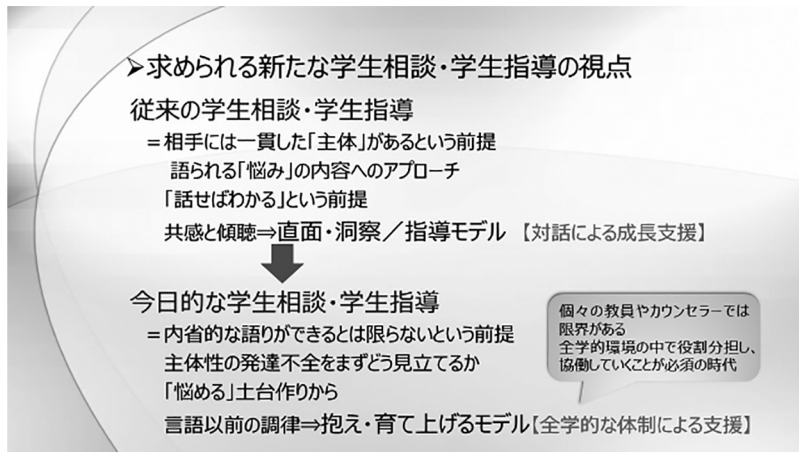 ➢求められる新たな学生相談・学生指導の視点
従来の学生相談・学生指導
＝相手には一貫した「主体」があるという前提
語られる「悩み」の内容へのアプローチ
「話せばわかる」という前提
共感と傾聴⇒直面・洞察／指導モデル 【対話による成長支援】
今日的な学生相談・学生指導
＝内省的な語りができるとは限らないという前提
主体性の発達不全をまずどう見立てるか
「悩める」土台作りから
言語以前の調律⇒抱え・育て上げるモデル【全学的な体制による支援】
個々の教員やカウンセラーでは
限界がある
全学的環境の中で役割分担し、
協働していくことが必須の時代